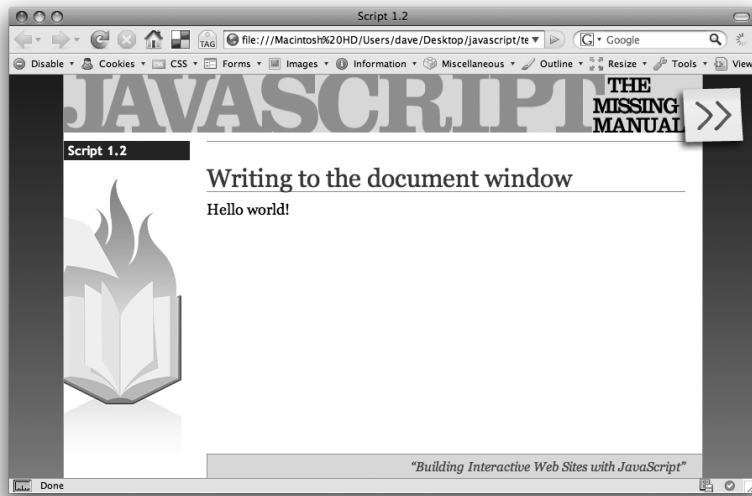 Script 1.2
TAG
file:///Macintosh%20HD/Users/dave/Desktop/javascript/te
G Google
Disable Cookies CSS Forms Images Information Miscellaneous Outline Resize Tools View
JAVASCRIPT
THE
MISSING
MANUAL
Script 1.2
Writing to the document window
Hello world!
“Building Interactive Web Sites with JavaScript”
Done